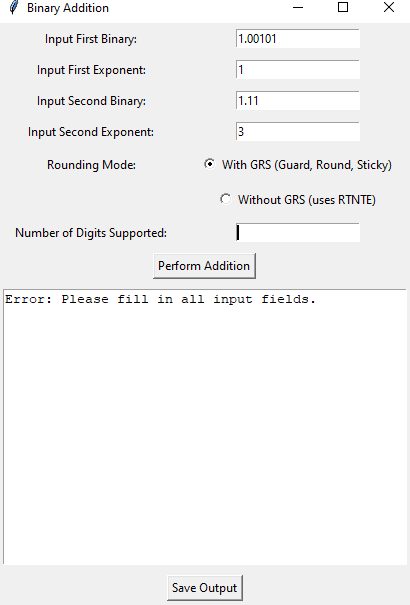 Binary Addition
Input First Binary: 1.00101
Input First Exponent: 1
Input Second Binary: 1.11
Input Second Exponent: 3
Rounding Mode: With GRS (Guard, Round, Sticky)
Without GRS (uses RTNTE)
Number of Digits Supported:
Perform Addition
Error: Please fill in all input fields.
Save Output